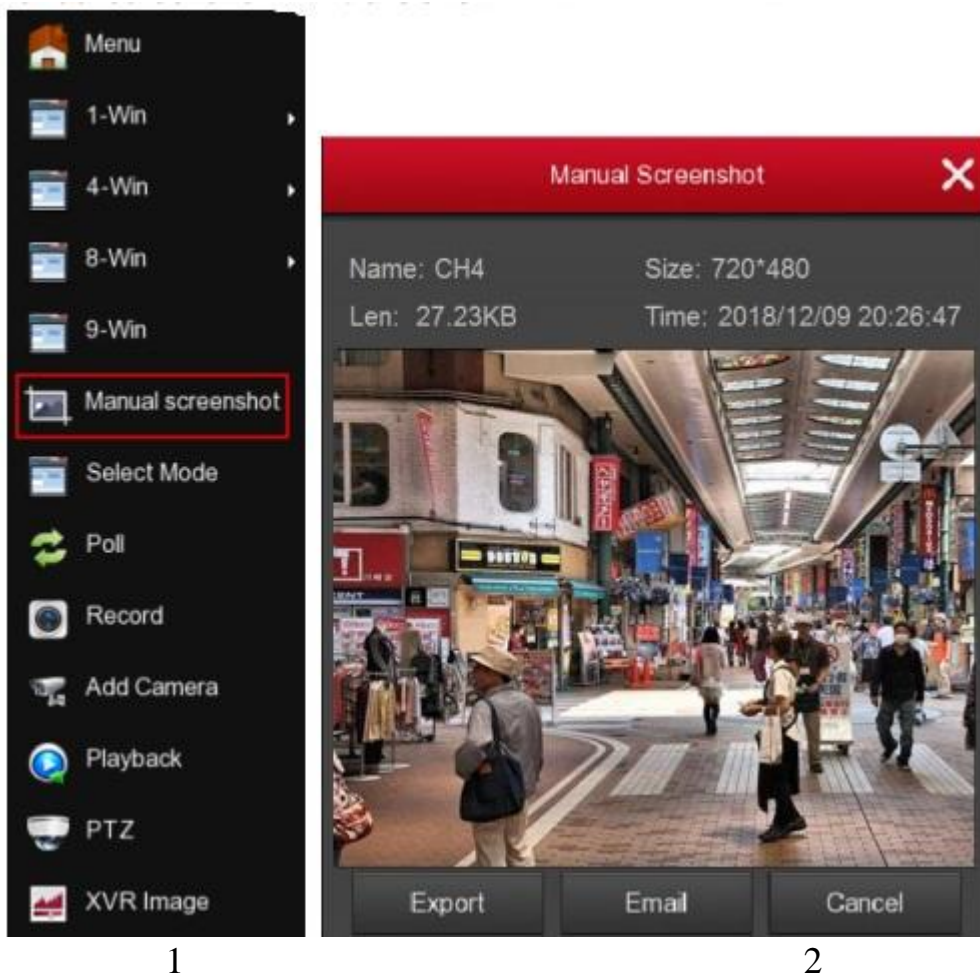 Menu
1-Win
4-Win
8-Win
9-Win
Manual screenshot
Select Mode
Poll
Record
Add Camera
Playback
PTZ
XVR Image
1
Manual Screenshot
Name: CH4 Size: 720*480
Len: 27.23KB Time: 2018/12/09 20:26:47
Export Email Cancel
2